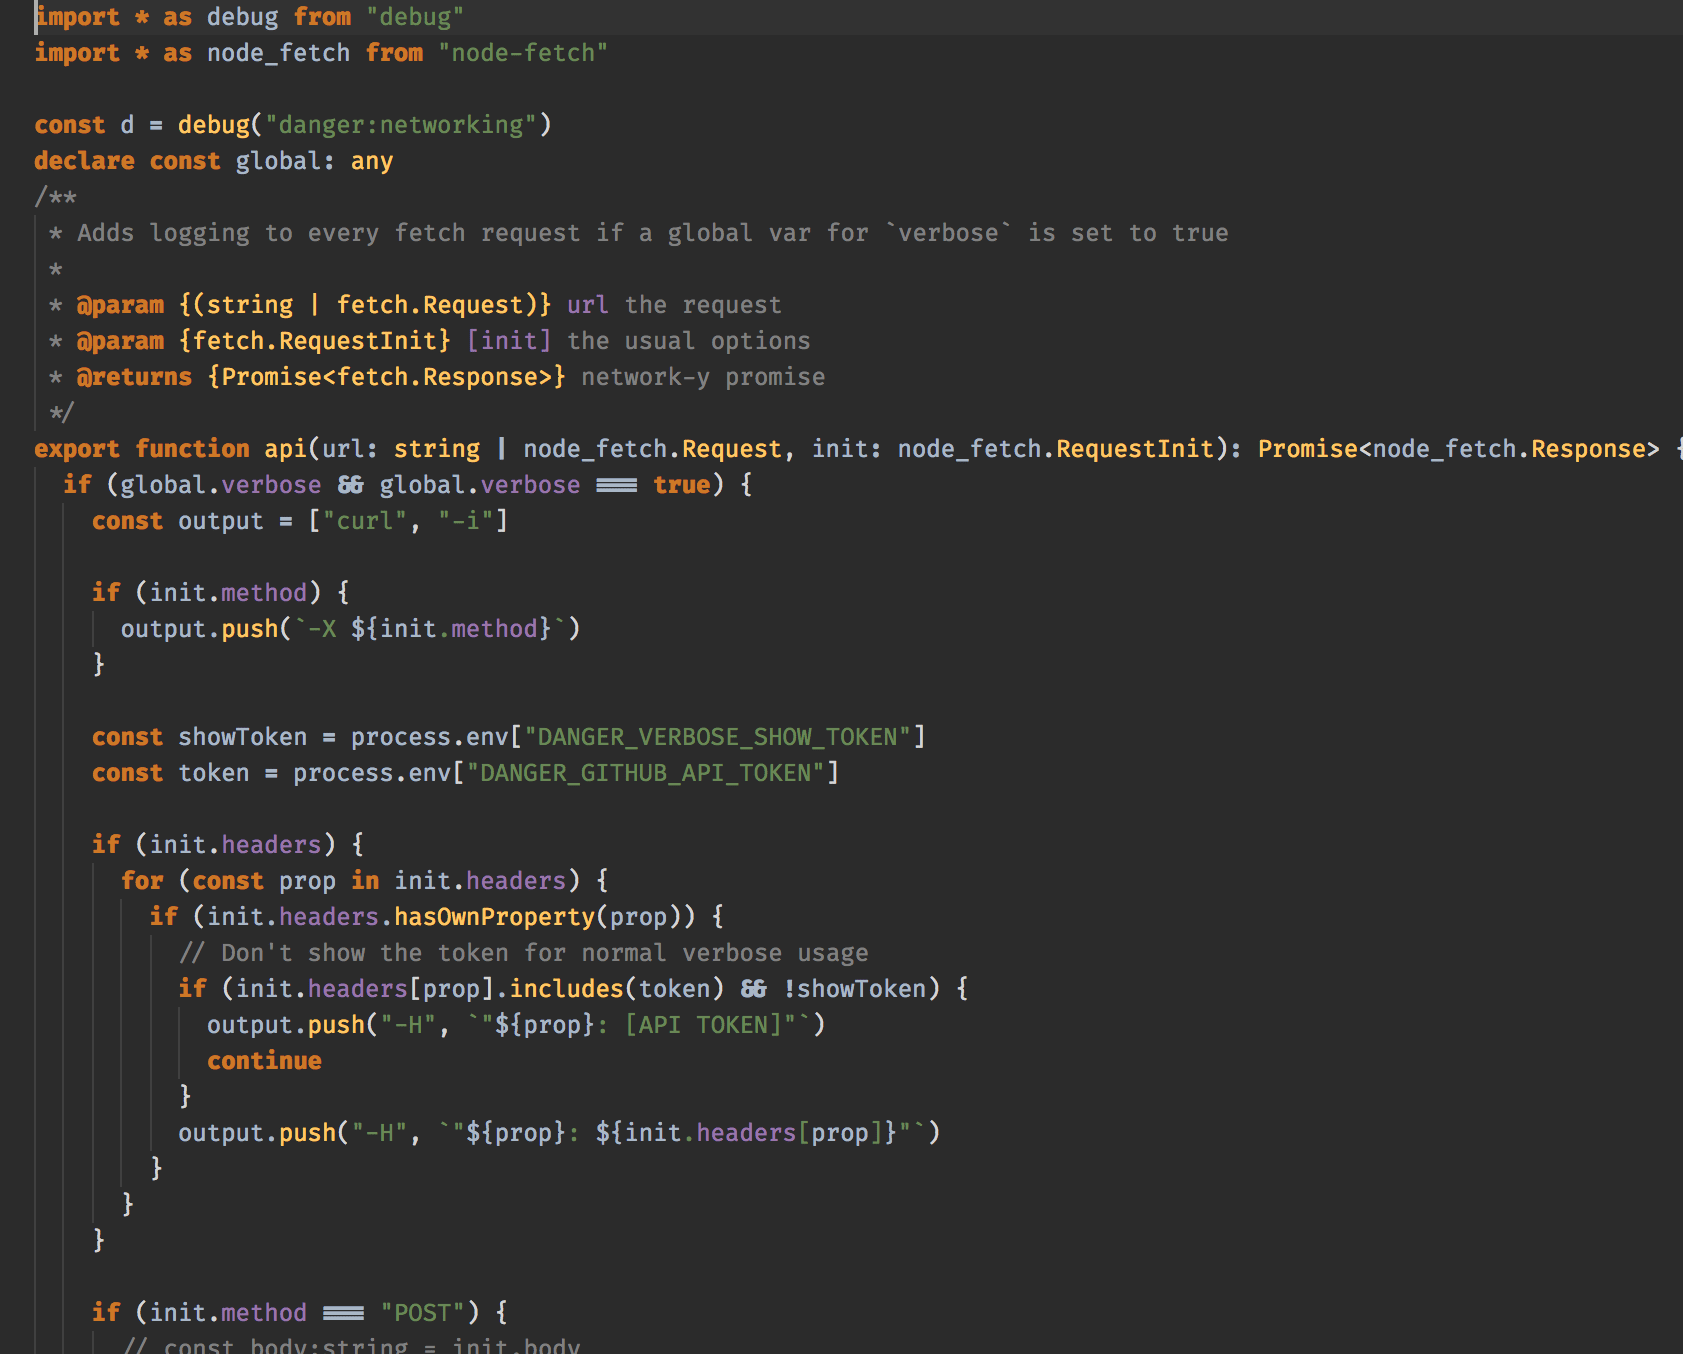 import * as debug from "debug"
import * as node_fetch from "node-fetch"
const d = debug("danger:networking")
declare const global: any
/**
* Adds logging to every fetch request if a global var for `verbose` is set to true
*
* @param {(string | fetch.Request)} url the request
* @param {fetch.RequestInit} [init] the usual options
* @returns {Promise<fetch.Response>} network-y promise
*/
export function api(url: string | node_fetch.Request, init: node_fetch.RequestInit): Promise<node_fetch.Response> {
if (global.verbose && global.verbose === true) {
const output = ["curl", "-i"]
if (init.method) {
output.push(`-X ${init.method}`)
}
const showToken = process.env["DANGER_VERBOSE_SHOW_TOKEN"]
const token = process.env["DANGER_GITHUB_API_TOKEN"]
if (init.headers) {
for (const prop in init.headers) {
if (init.headers.hasOwnProperty(prop)) {
// Don't show the token for normal verbose usage
if (init.headers[prop].includes(token) && !showToken) {
output.push("-H", `"${prop}: [API TOKEN]"`)
continue
}
output.push("-H", `"${prop}: ${init.headers[prop]}"`)
}
}
}
if (init.method === "POST") {
// const body:string = init.body